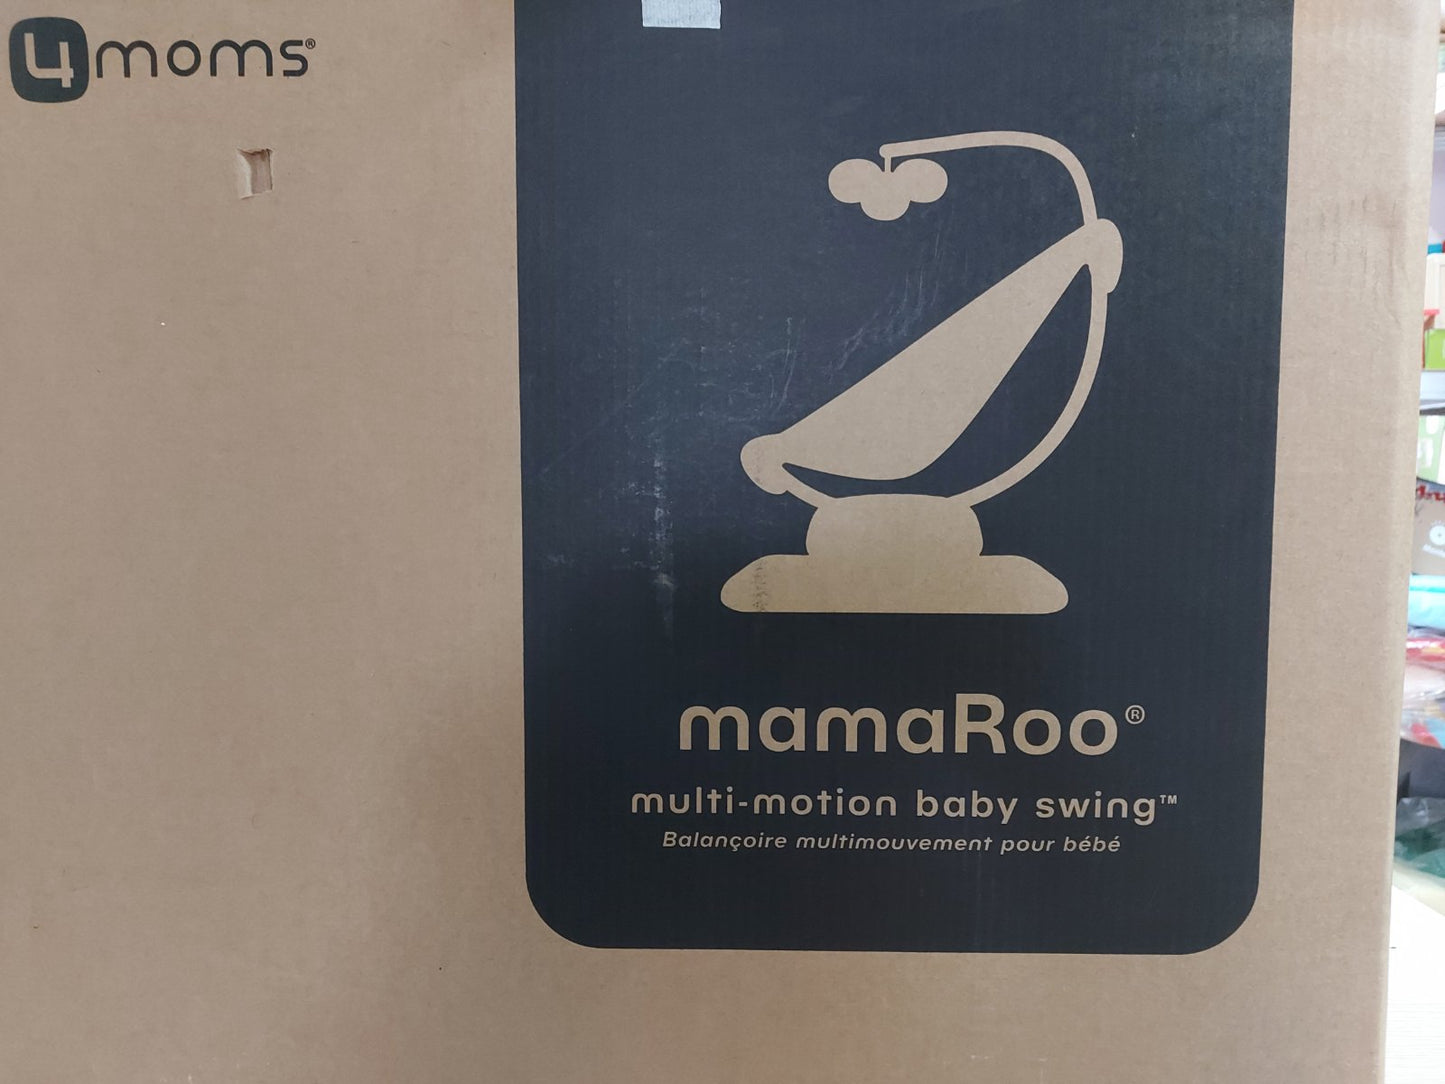 4moms®
mamaRoo®
multi-motion baby swing™
Balançoire multimouvement pour bébé